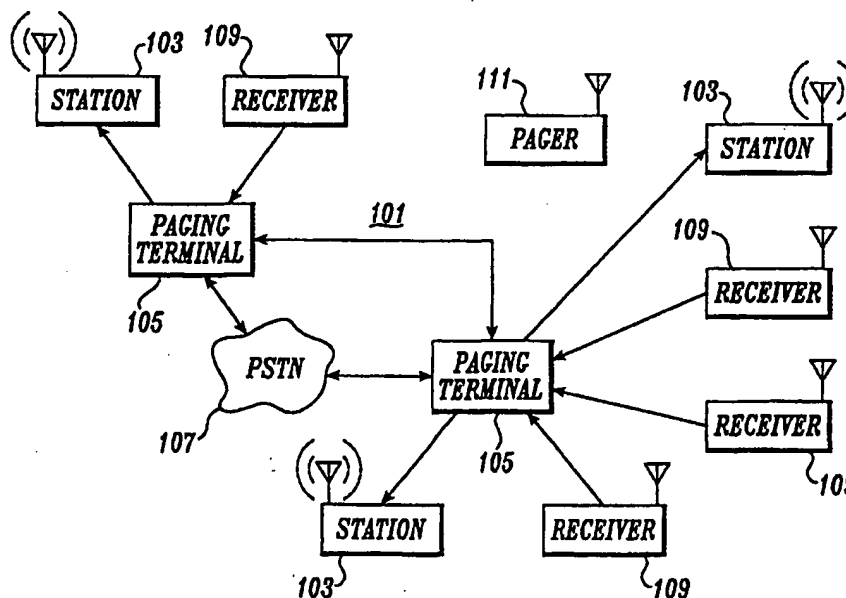 103
109
STATION
RECEIVER
111
PAGER
103
STATION
PAGING
TERMINAL
101
105
109
RECEIVER
PSTN
107
PAGING
TERMINAL
105
RECEIVER
STATION
103
RECEIVER
109